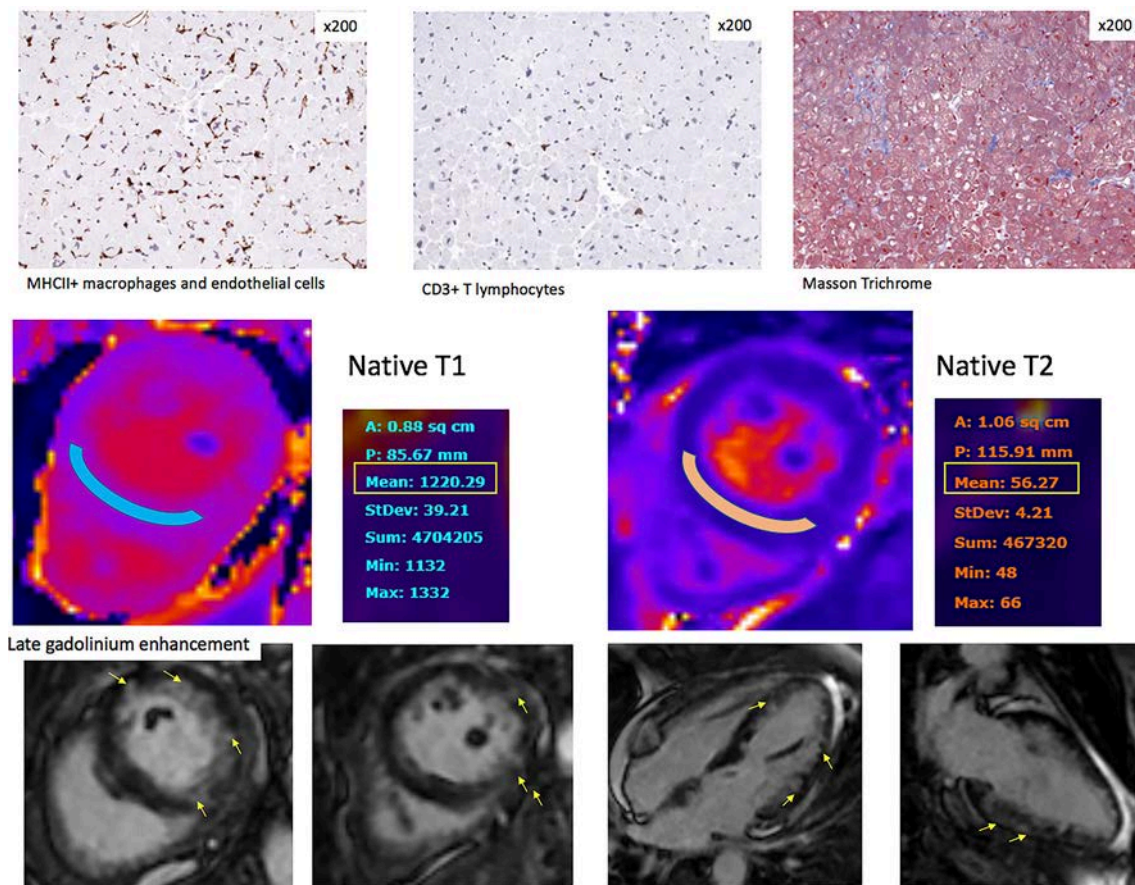 x200
x200
x200
MHCII+ macrophages and endothelial cells
CD3+ T lymphocytes
Masson Trichrome
Native T1
A: 0.88 sq cm
P: 85.67 mm
Mean: 1220.29
StDev: 39.21
Sum: 4704205
Min: 1132
Max: 1332
Native T2
A: 1.06 sq cm
P: 115.91 mm
Mean: 56.27
StDev: 4.21
Sum: 467320
Min: 48
Max: 66
Late gadolinium enhancement